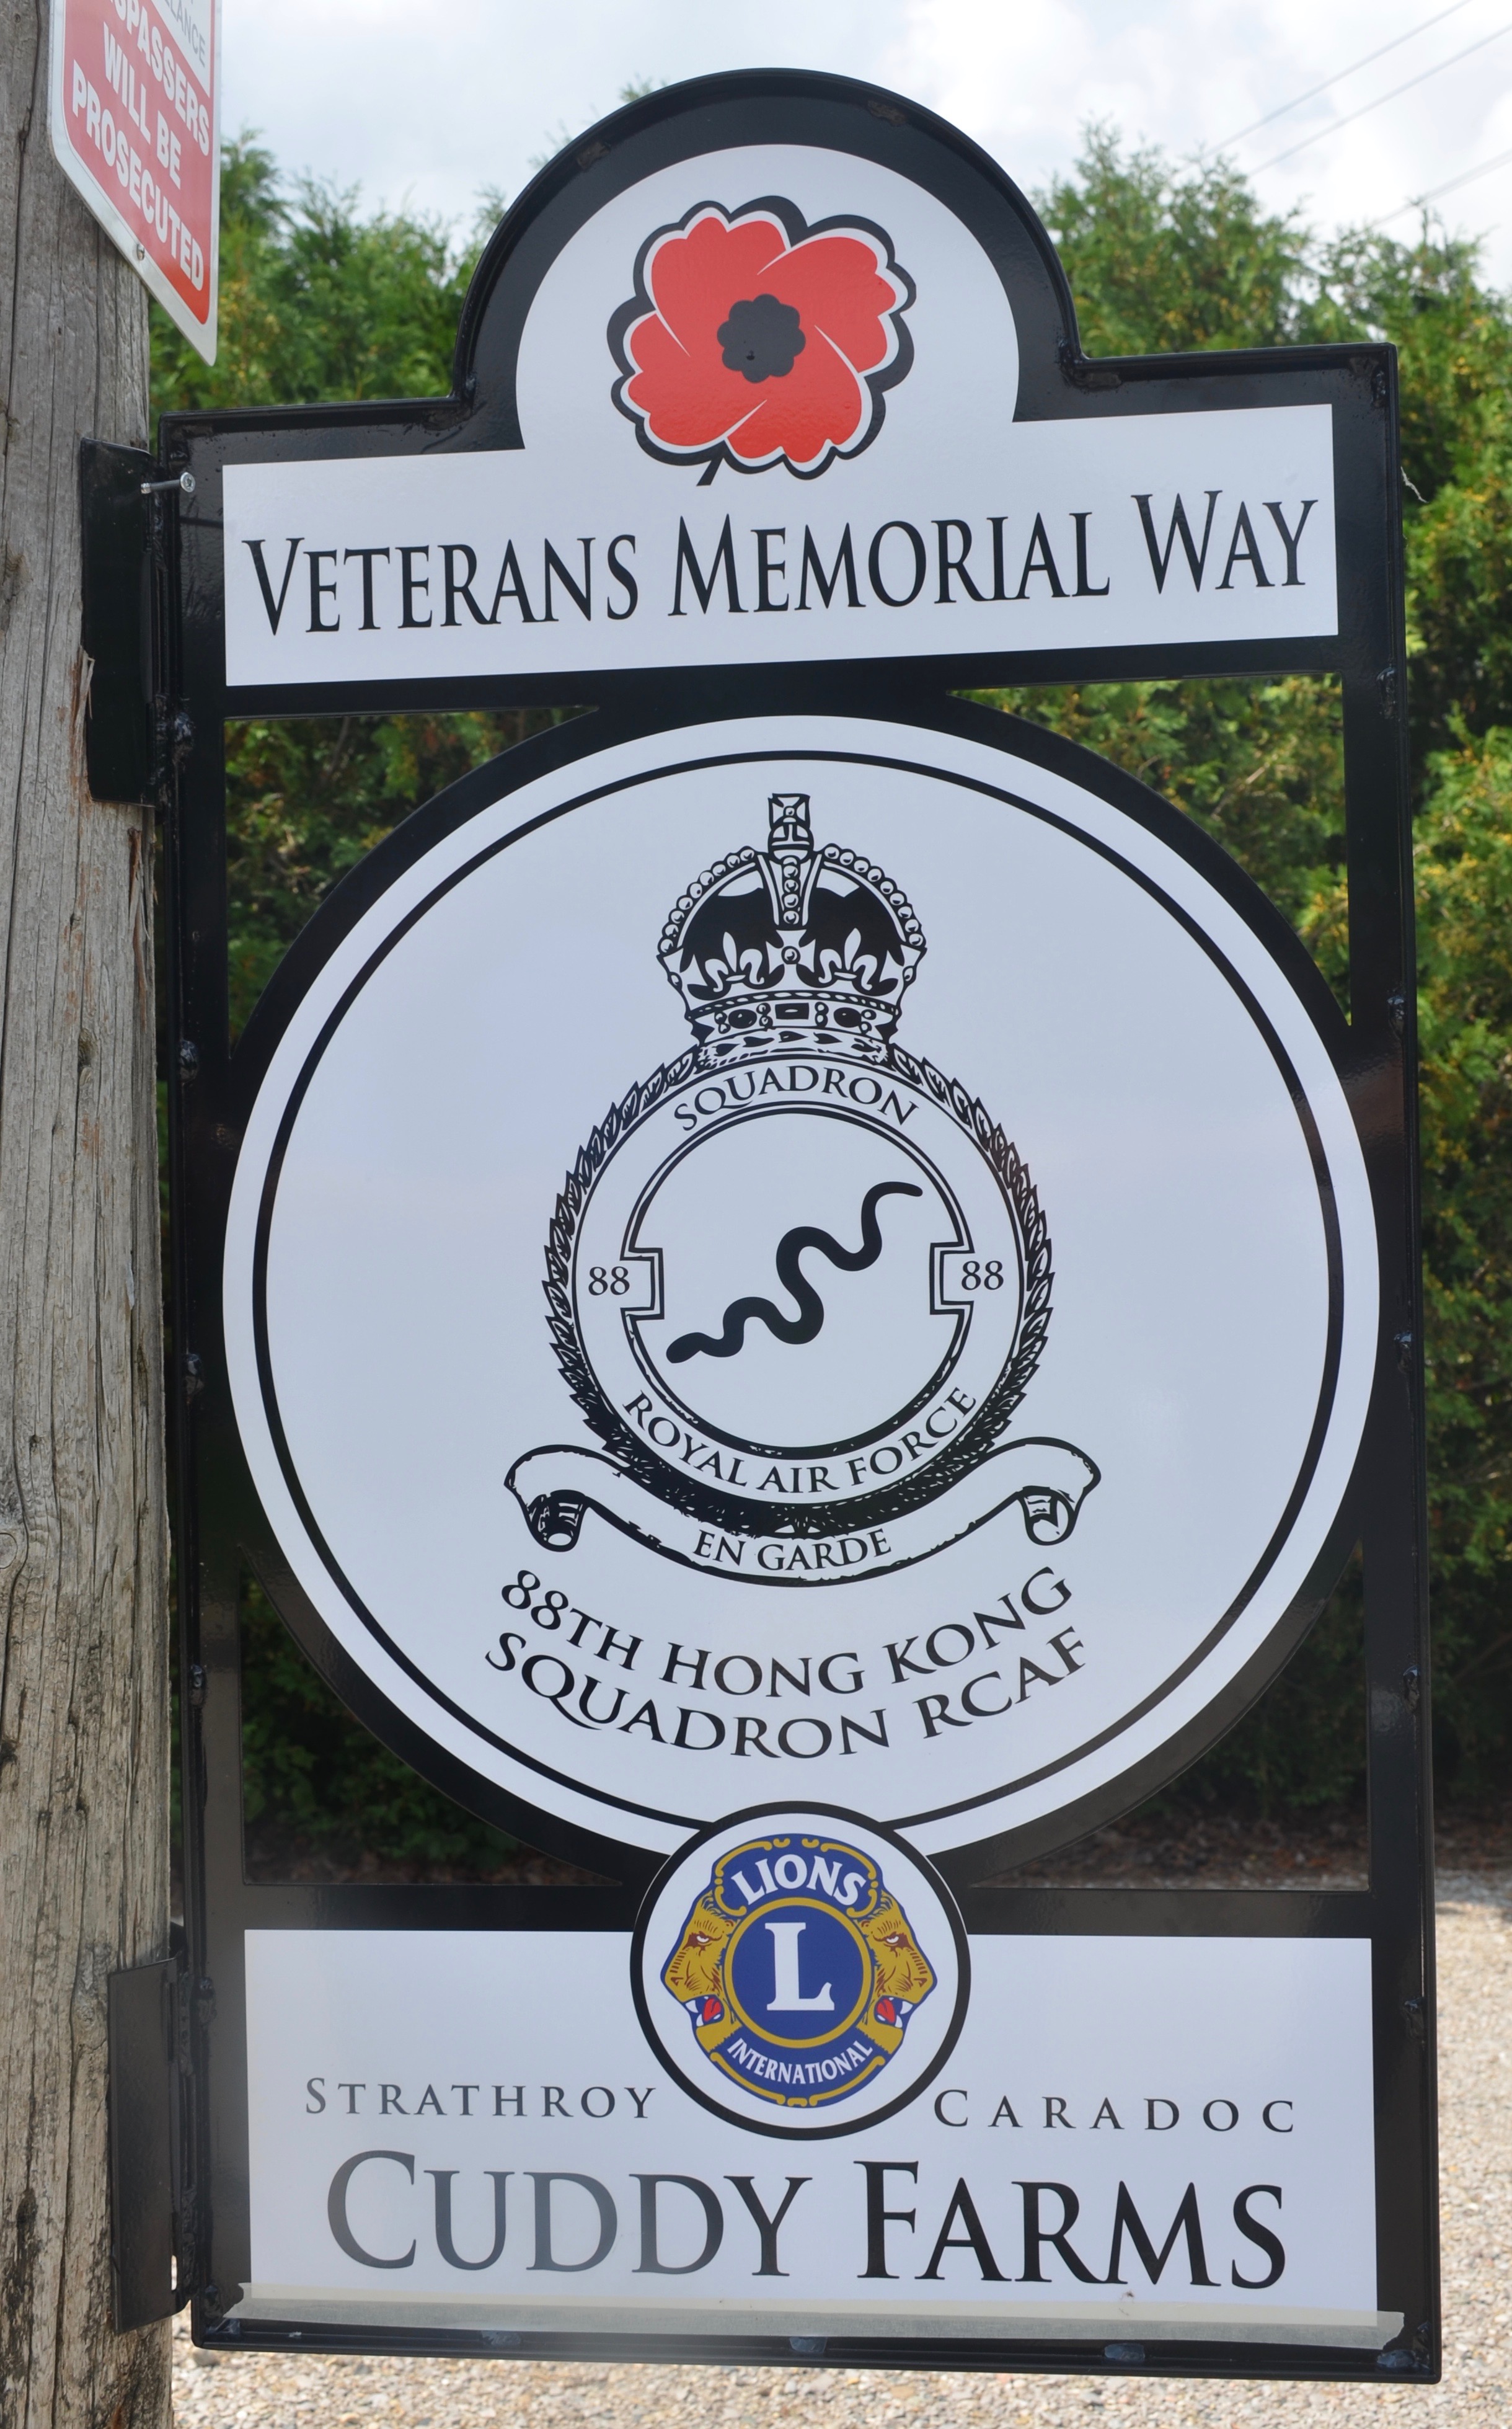 WILL BE
PROSECUTED
VETERANS MEMORIAL WAY
SQUADRON
88 88
ROYAL AIR FORCE
EN GARDE
88TH HONG KONG
SQUADRON RCAF
LIONS
L
INTERNATIONAL
STRATHROY CARADOC
CUDDY FARMS